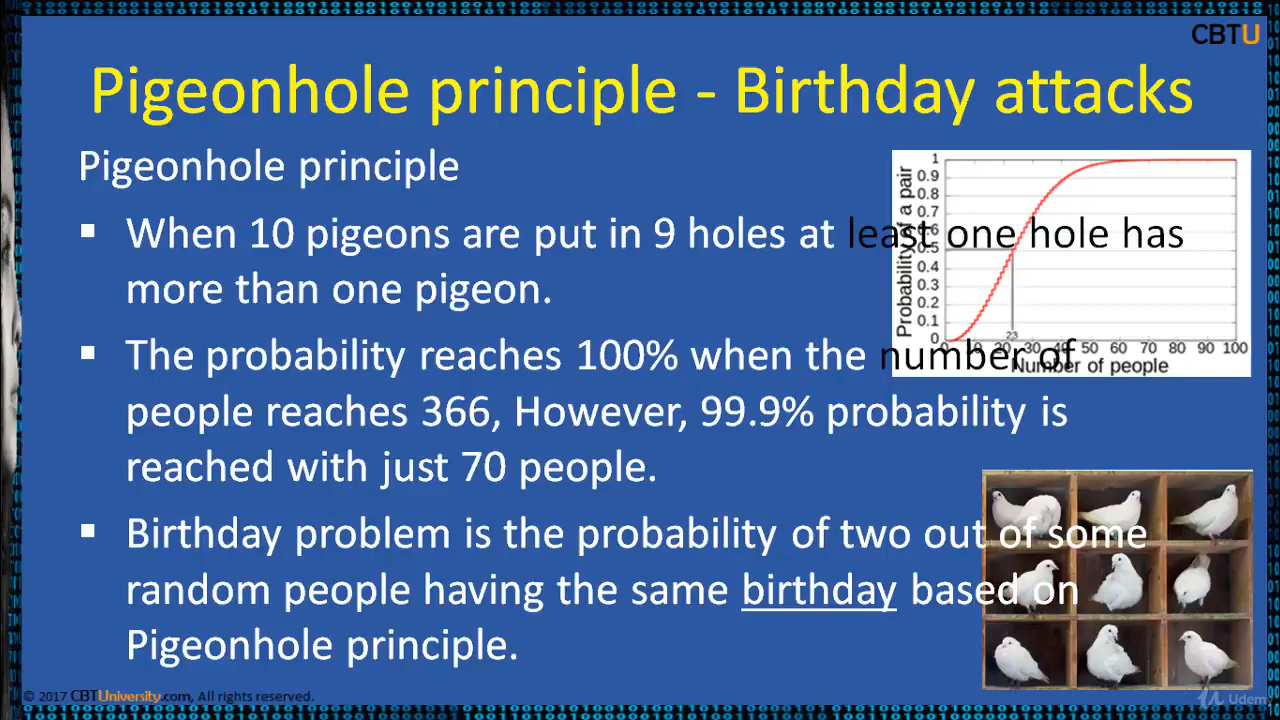 CBTU
Pigeonhole principle - Birthday attacks
Pigeonhole principle
▪ When 10 pigeons are put in 9 holes at least one hole has
more than one pigeon.
▪ The probability reaches 100% when the number of
people reaches 366, However, 99.9% probability is
reached with just 70 people.
▪ Birthday problem is the probability of two out of some
random people having the same birthday based on
Pigeonhole principle.
Probability of a pair
1
0.9
0.8
0.7
0.6
0.5
0.4
0.3
0.2
0.1
0
23
0 10 20 30 40 50 60 70 80 90 100
Number of people
© 2017 CBTUniversity.com, All rights reserved.
Udemy